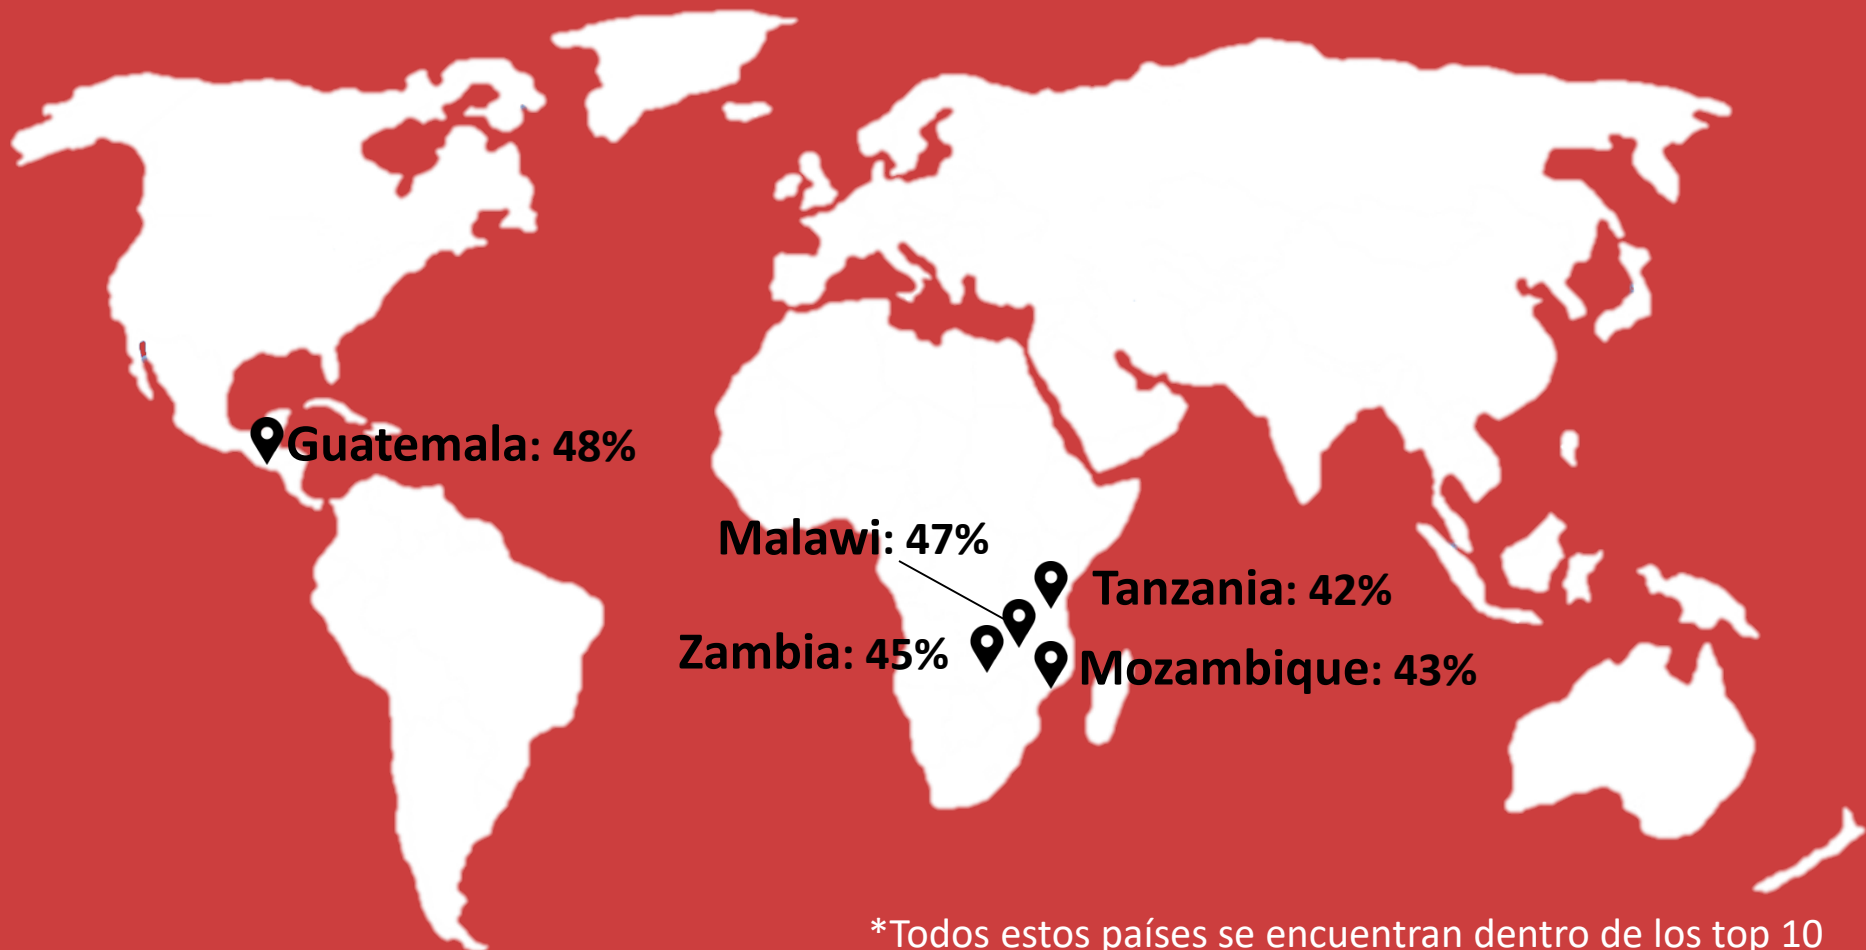 Guatemala: 48%
Malawi: 47%
Tanzania: 42%
Zambia: 45%
Mozambique: 43%
*Todos estos países se encuentran dentro de los top 10